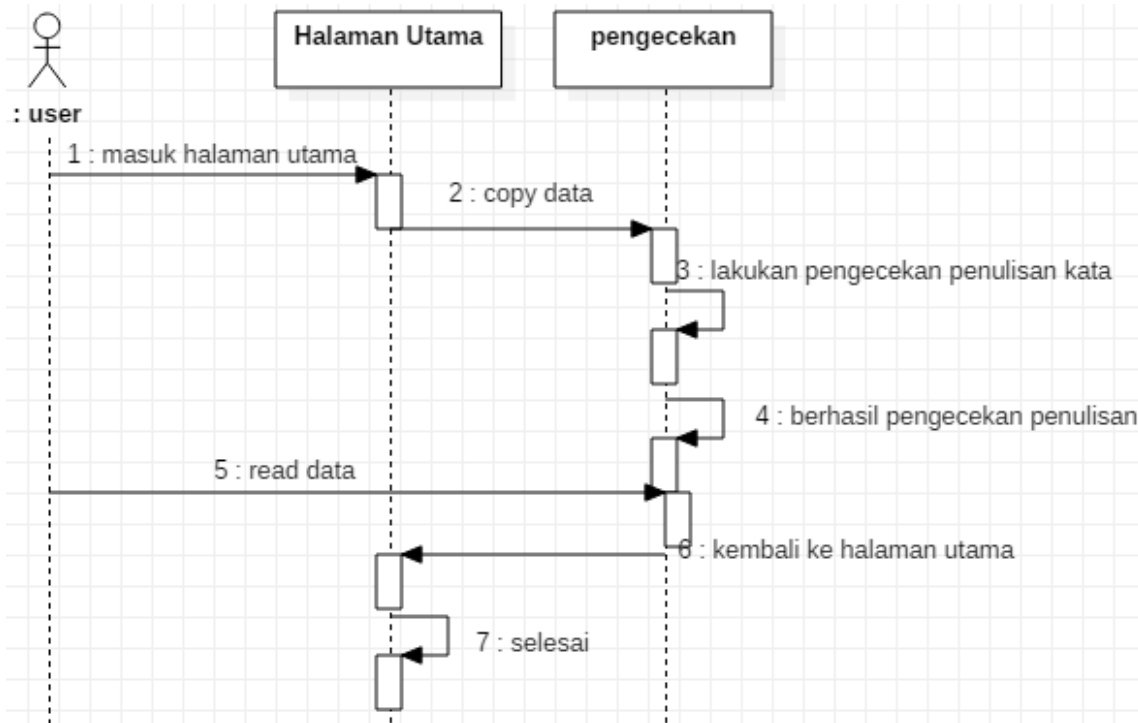 Halaman Utama
pengecekan
: user
1 : masuk halaman utama
2 : copy data
3 : lakukan pengecekan penulisan kata
4 : berhasil pengecekan penulisan
5 : read data
6 : kembali ke halaman utama
7 : selesai